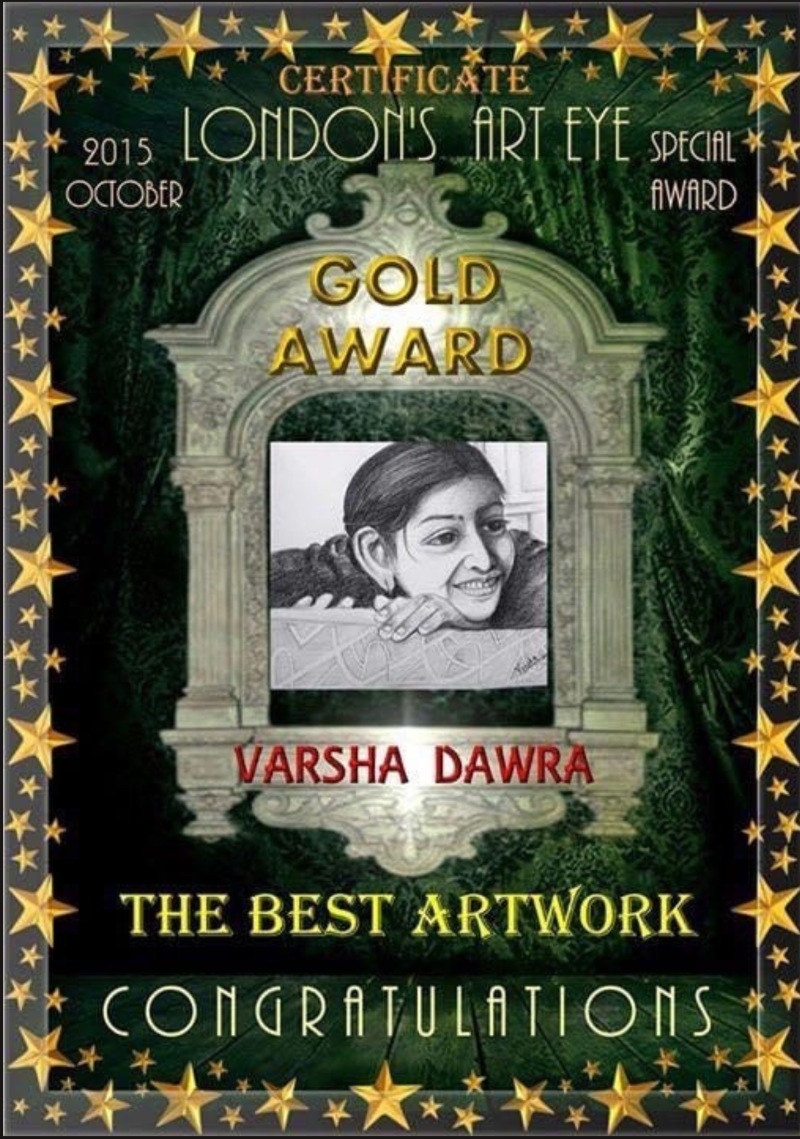 CERTIFICATE
LONDON'S ART EYE
2015
OCTOBER
SPECIAL
AWARD
GOLD
AWARD
VARSHA DAWRA
THE BEST ARTWORK
CONGRATULATIONS